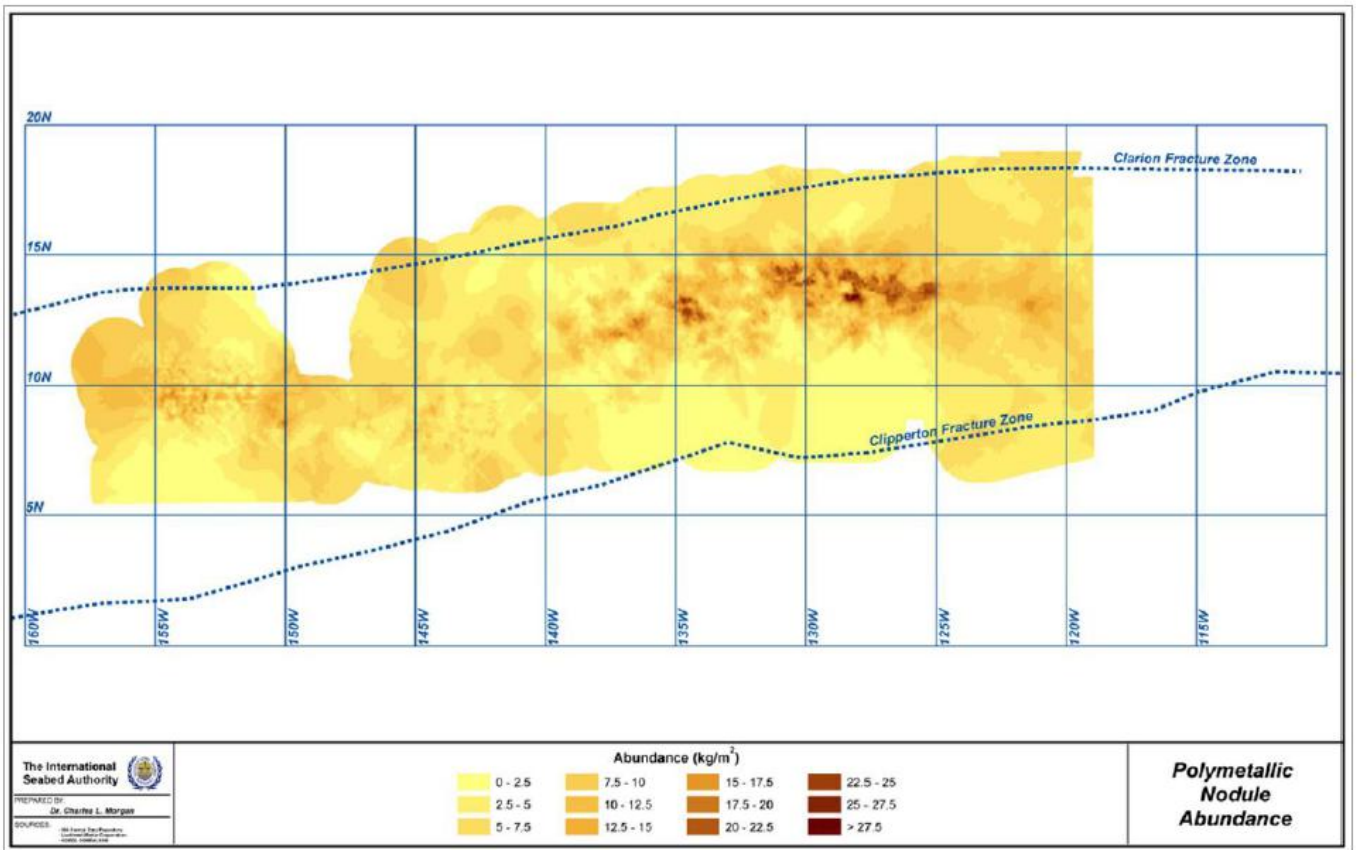 20N
Clarion Fracture Zone
15N
10N
Clipperton Fracture Zone
5N
160W
155W
150W
145W
140W
135W
130W
125W
120W
115W
The International
Seabed Authority
PREPARED BY:
Dr. Charles L. Morgan
SOURCES:
Abundance (kg/m²)
0 - 2.5
2.5 - 5
5 - 7.5
7.5 - 10
10 - 12.5
12.5 - 15
15 - 17.5
17.5 - 20
20 - 22.5
22.5 - 25
25 - 27.5
> 27.5
Polymetallic
Nodule
Abundance